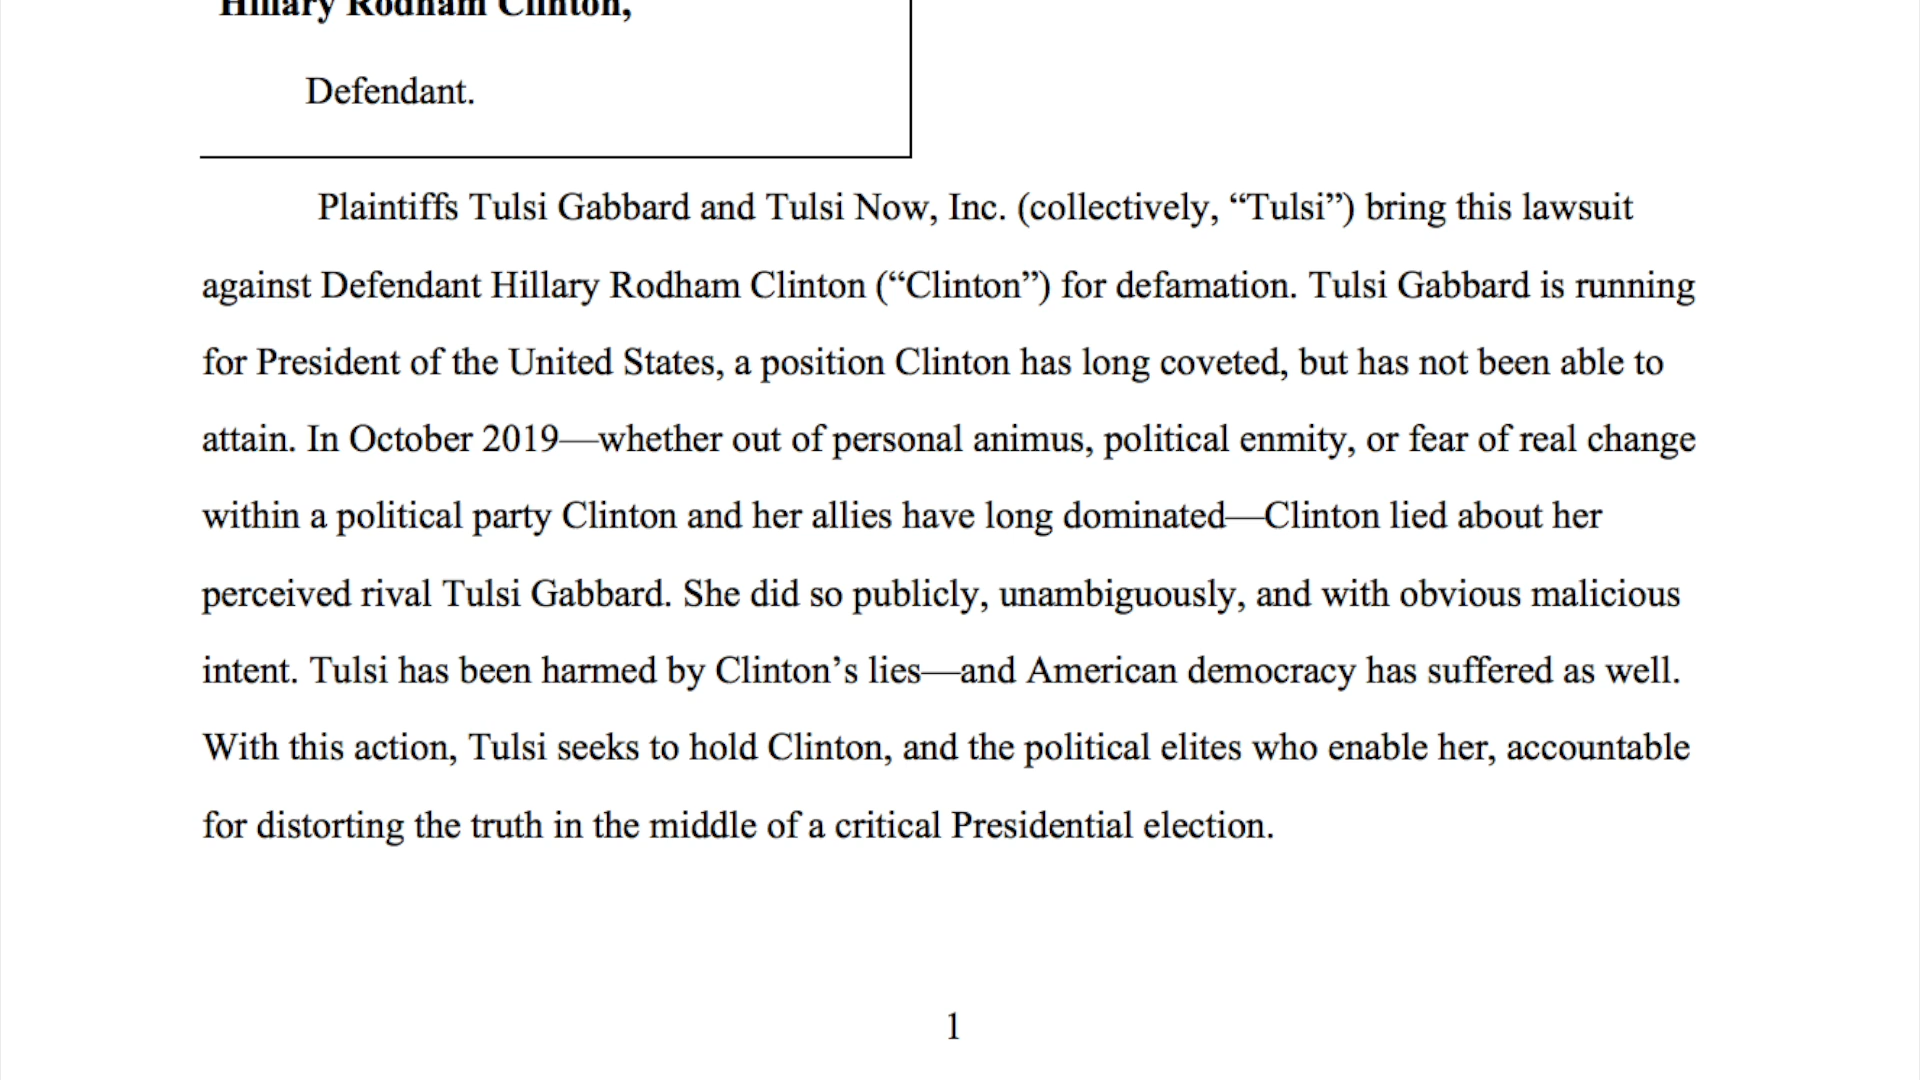 Hillary Rodham Clinton,
Defendant.
Plaintiffs Tulsi Gabbard and Tulsi Now, Inc. (collectively, “Tulsi”) bring this lawsuit
against Defendant Hillary Rodham Clinton (“Clinton”) for defamation. Tulsi Gabbard is running
for President of the United States, a position Clinton has long coveted, but has not been able to
attain. In October 2019—whether out of personal animus, political enmity, or fear of real change
within a political party Clinton and her allies have long dominated—Clinton lied about her
perceived rival Tulsi Gabbard. She did so publicly, unambiguously, and with obvious malicious
intent. Tulsi has been harmed by Clinton’s lies—and American democracy has suffered as well.
With this action, Tulsi seeks to hold Clinton, and the political elites who enable her, accountable
for distorting the truth in the middle of a critical Presidential election.
1